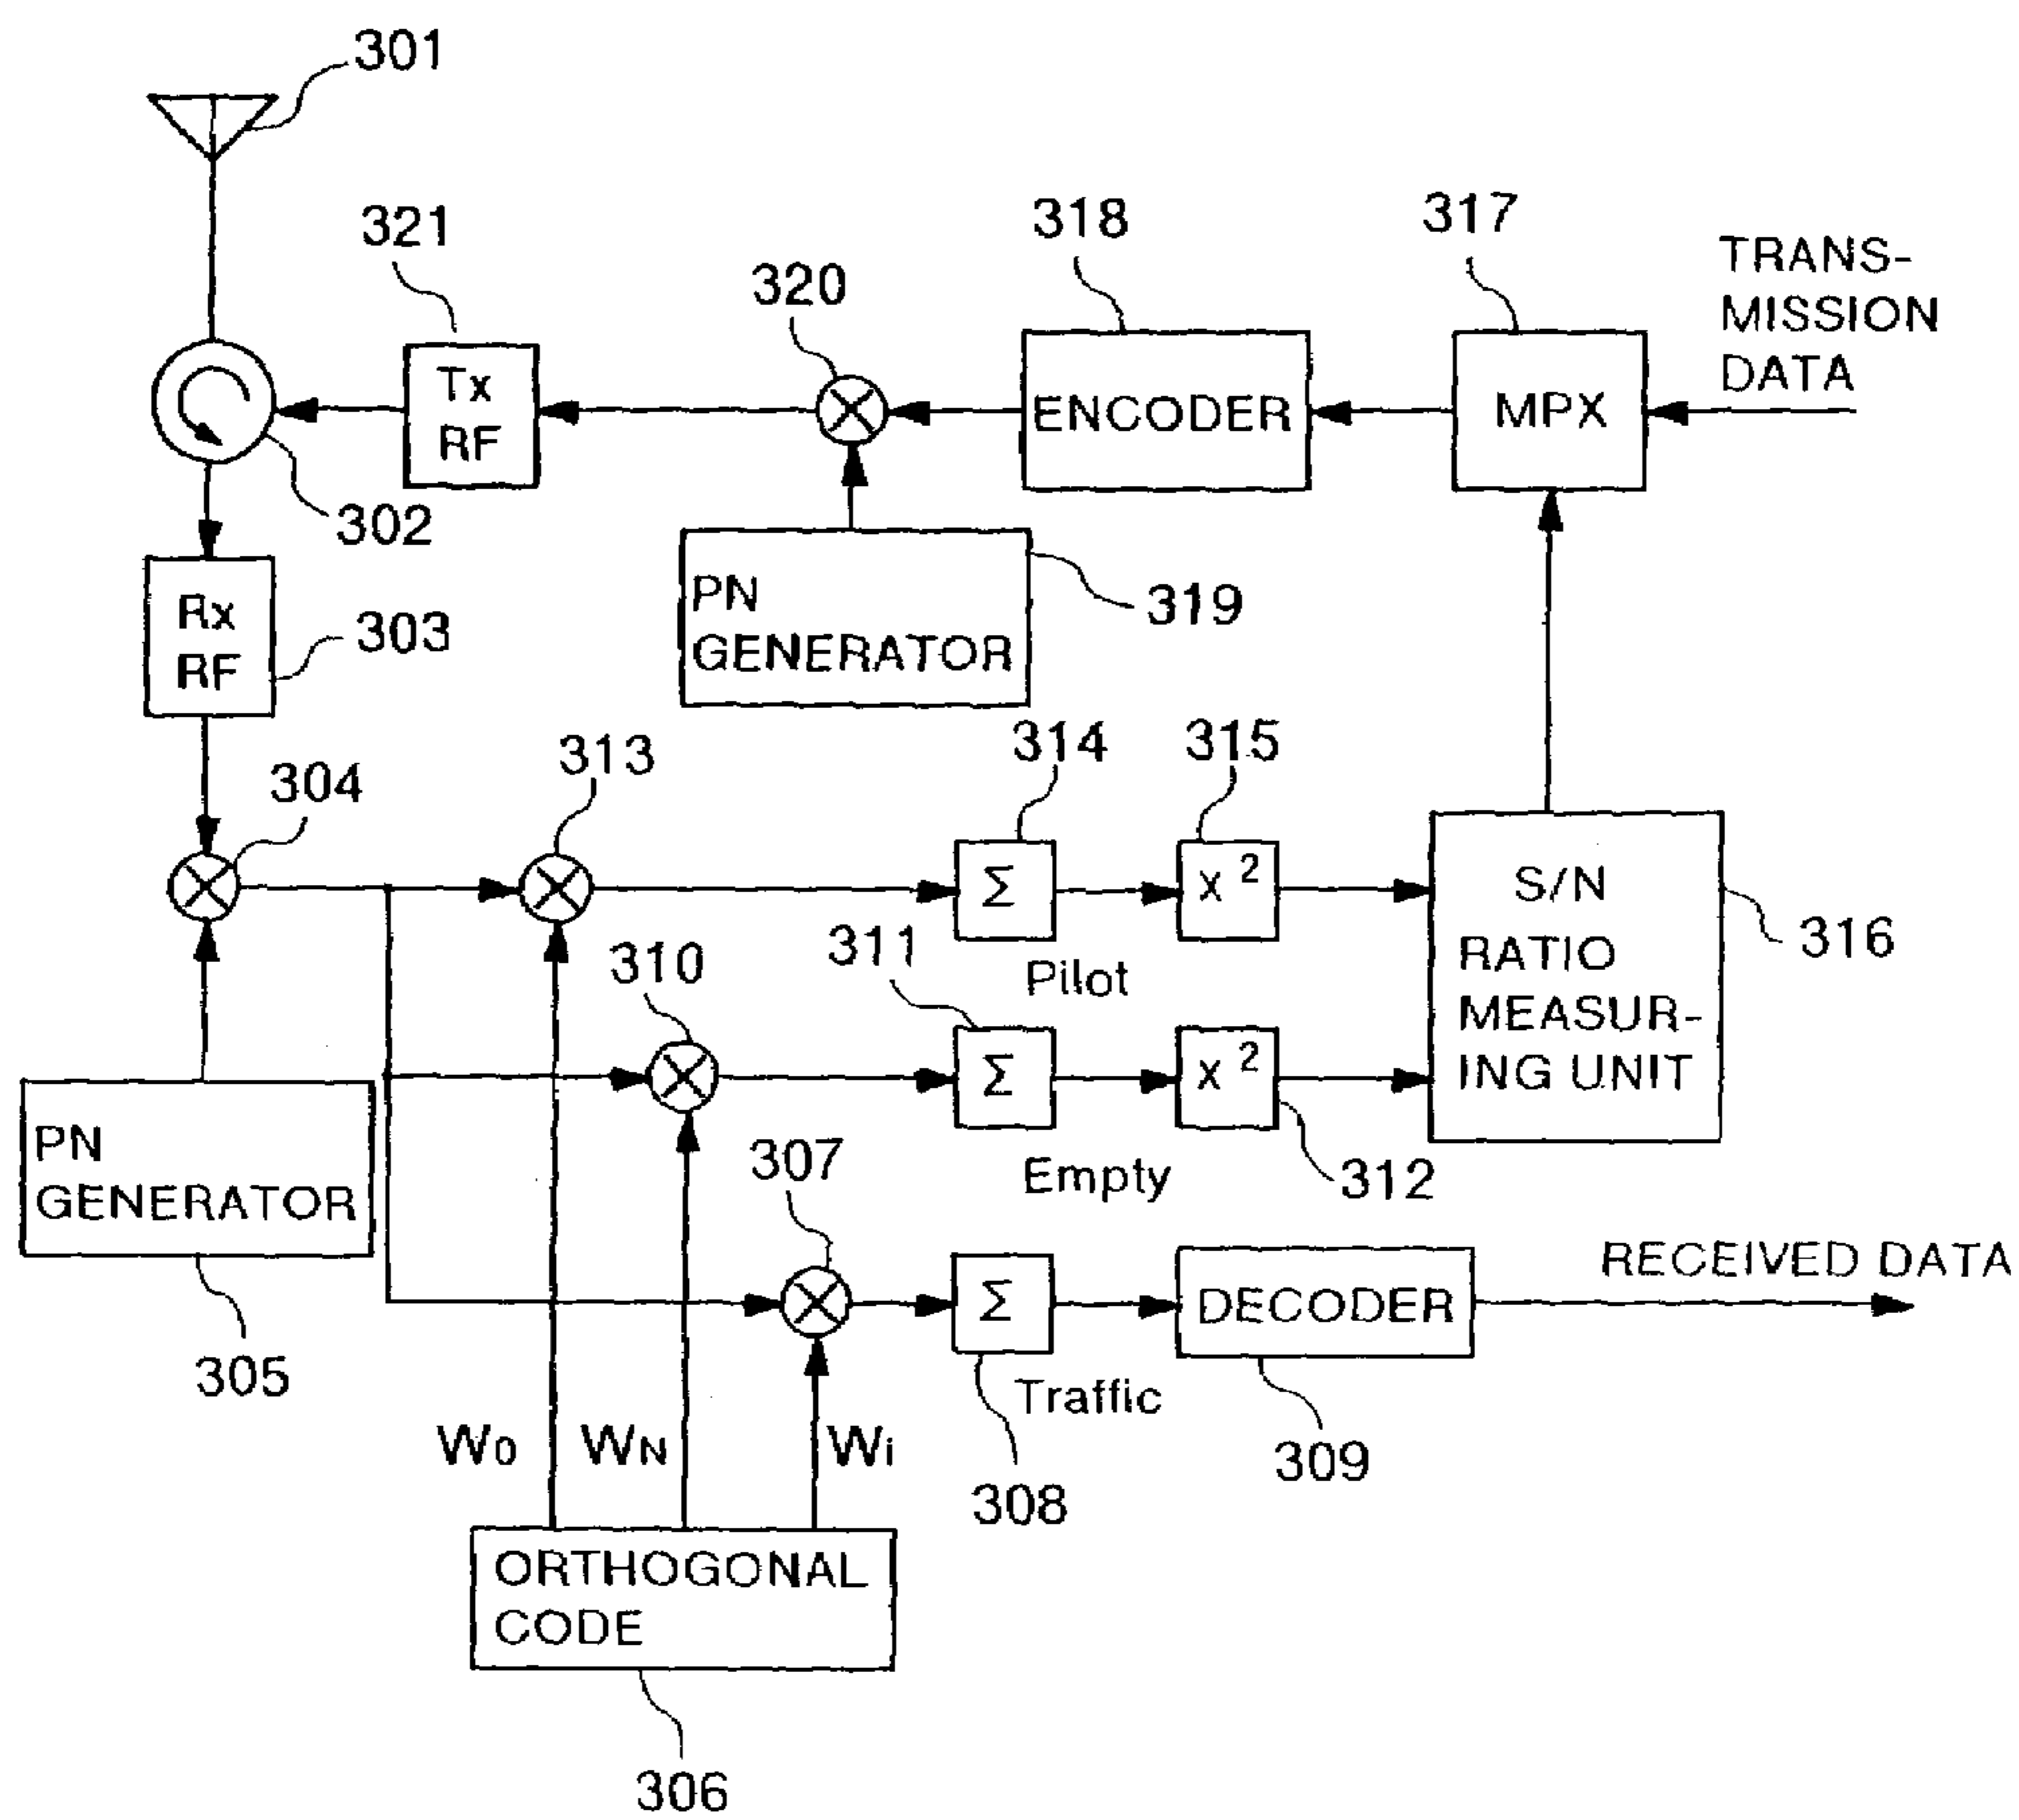 301
321
318
317
320
TRANS-
MISSION
DATA
Tx
RF
ENCODER
MPX
302
PN
GENERATOR
319
Rx
RF
303
304
313
314
315
Σ
X 2
S/N
RATIO
MEASUR-
ING UNIT
316
310
311
Pilot
Σ
X 2
PN
GENERATOR
305
307
Empty
312
RECEIVED DATA
Σ
DECODER
Traffic
308
309
W0
WN
Wi
ORTHOGONAL
CODE
306